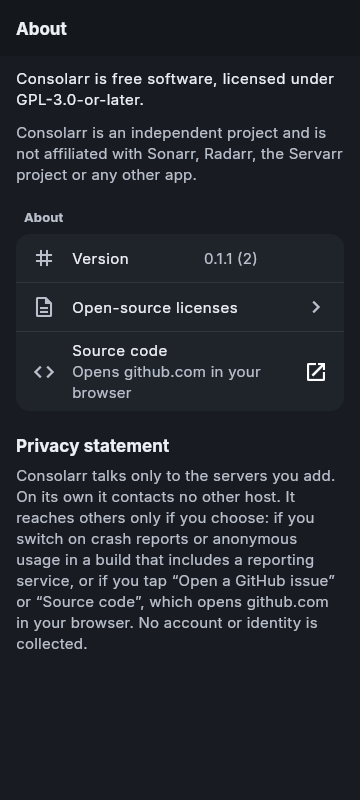 About
Consolarr is free software, licensed under
GPL-3.0-or-later.
Consolarr is an independent project and is
not affiliated with Sonarr, Radarr, the Servarr
project or any other app.
About
Version 0.1.1 (2)
Open-source licenses
Source code
Opens github.com in your
browser
Privacy statement
Consolarr talks only to the servers you add.
On its own it contacts no other host. It
reaches others only if you choose: if you
switch on crash reports or anonymous
usage in a build that includes a reporting
service, or if you tap “Open a GitHub issue”
or “Source code”, which opens github.com
in your browser. No account or identity is
collected.